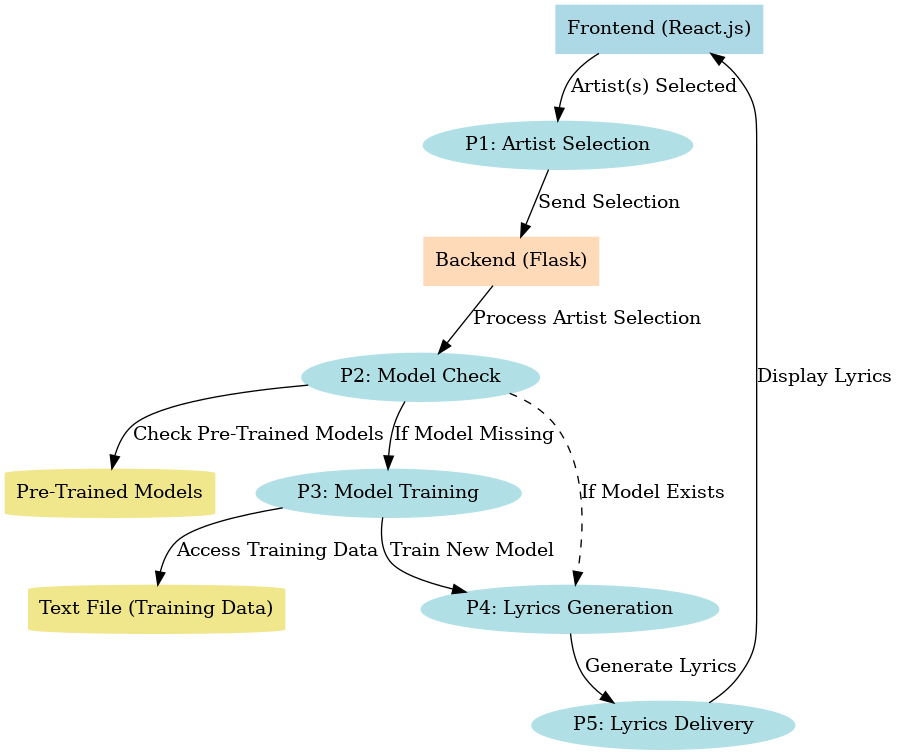 Frontend (React.js)
Artist(s) Selected
P1: Artist Selection
Send Selection
Backend (Flask)
Process Artist Selection
P2: Model Check
Display Lyrics
Check Pre-Trained Models
If Model Missing
Pre-Trained Models
P3: Model Training
If Model Exists
Access Training Data
Train New Model
Text File (Training Data)
P4: Lyrics Generation
Generate Lyrics
P5: Lyrics Delivery